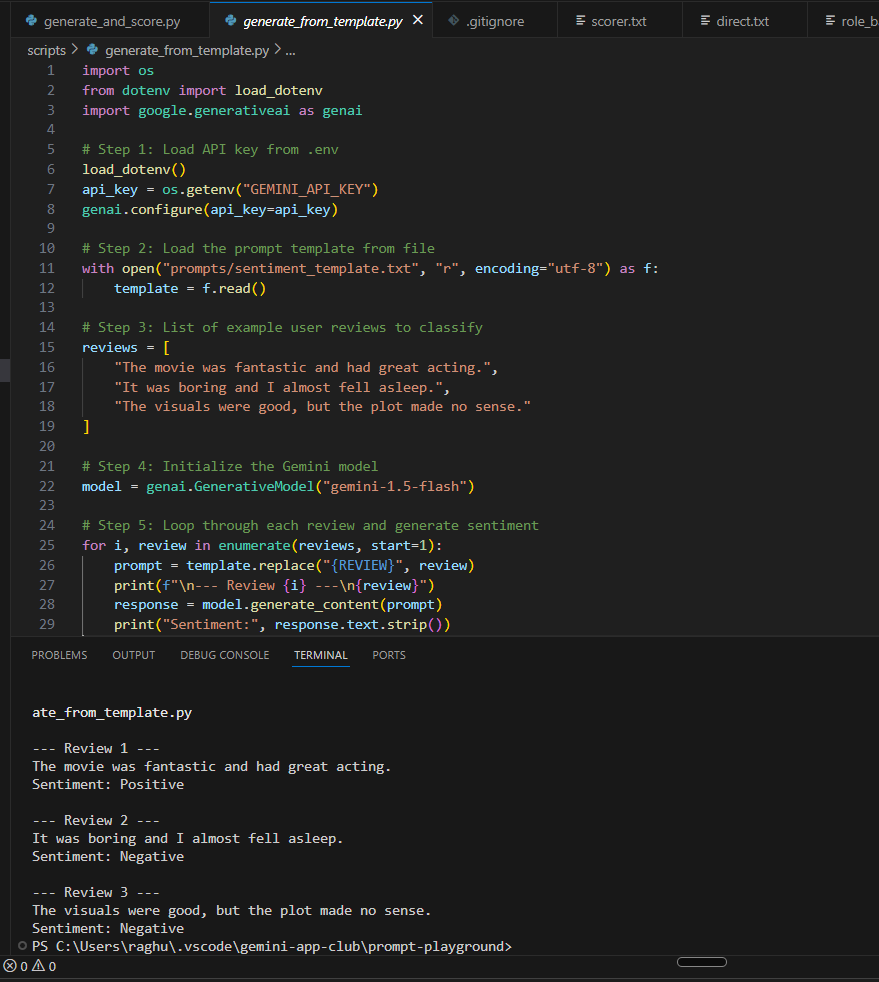 generate_and_score.py generate_from_template.py .gitignore scorer.txt direct.txt role_b
scripts > generate_from_template.py > ...
1 import os
2 from dotenv import load_dotenv
3 import google.generativeai as genai
4
5 # Step 1: Load API key from .env
6 load_dotenv()
7 api_key = os.getenv("GEMINI_API_KEY")
8 genai.configure(api_key=api_key)
9
10 # Step 2: Load the prompt template from file
11 with open("prompts/sentiment_template.txt", "r", encoding="utf-8") as f:
12     template = f.read()
13
14 # Step 3: List of example user reviews to classify
15 reviews = [
16     "The movie was fantastic and had great acting.",
17     "It was boring and I almost fell asleep.",
18     "The visuals were good, but the plot made no sense."
19 ]
20
21 # Step 4: Initialize the Gemini model
22 model = genai.GenerativeModel("gemini-1.5-flash")
23
24 # Step 5: Loop through each review and generate sentiment
25 for i, review in enumerate(reviews, start=1):
26     prompt = template.replace("{REVIEW}", review)
27     print(f"\n--- Review {i} ---\n{review}")
28     response = model.generate_content(prompt)
29     print("Sentiment:", response.text.strip())
PROBLEMS OUTPUT DEBUG CONSOLE TERMINAL PORTS
ate_from_template.py
--- Review 1 ---
The movie was fantastic and had great acting.
Sentiment: Positive
--- Review 2 ---
It was boring and I almost fell asleep.
Sentiment: Negative
--- Review 3 ---
The visuals were good, but the plot made no sense.
Sentiment: Negative
PS C:\Users\raghu\.vscode\gemini-app-club\prompt-playground>
0 0